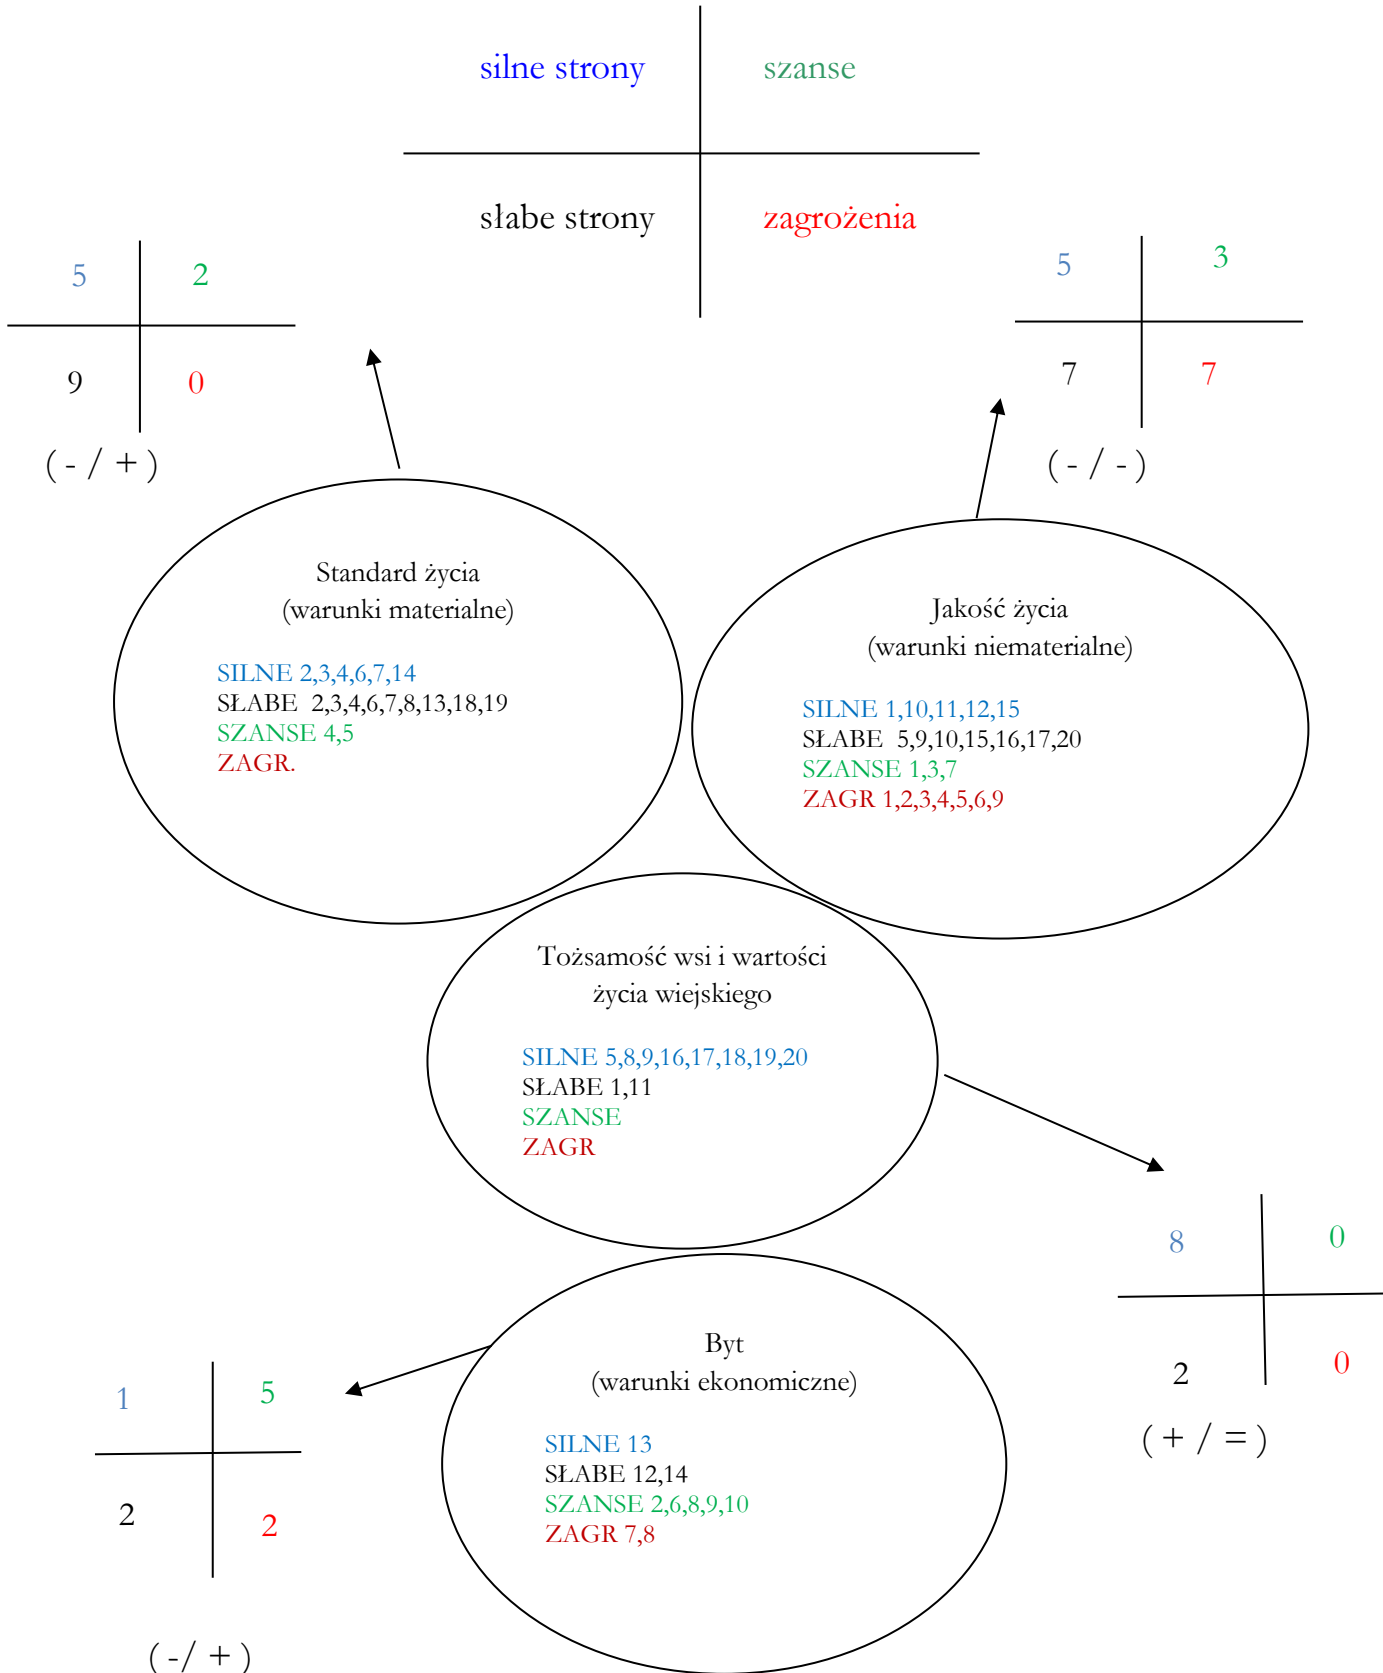 silne strony szanse
słabe strony zagrożenia
5 2
9 0
( - / + )
5 3
7 7
( - / - )
Standard życia
(warunki materialne)
SILNE 2,3,4,6,7,14
SŁABE 2,3,4,6,7,8,13,18,19
SZANSE 4,5
ZAGR.
Jakość życia
(warunki niematerialne)
SILNE 1,10,11,12,15
SŁABE 5,9,10,15,16,17,20
SZANSE 1,3,7
ZAGR 1,2,3,4,5,6,9
Tożsamość wsi i wartości
życia wiejskiego
SILNE 5,8,9,16,17,18,19,20
SŁABE 1,11
SZANSE
ZAGR
8 0
2 0
( + / = )
Byt
(warunki ekonomiczne)
SILNE 13
SŁABE 12,14
SZANSE 2,6,8,9,10
ZAGR 7,8
1 5
2 2
( -/ + )